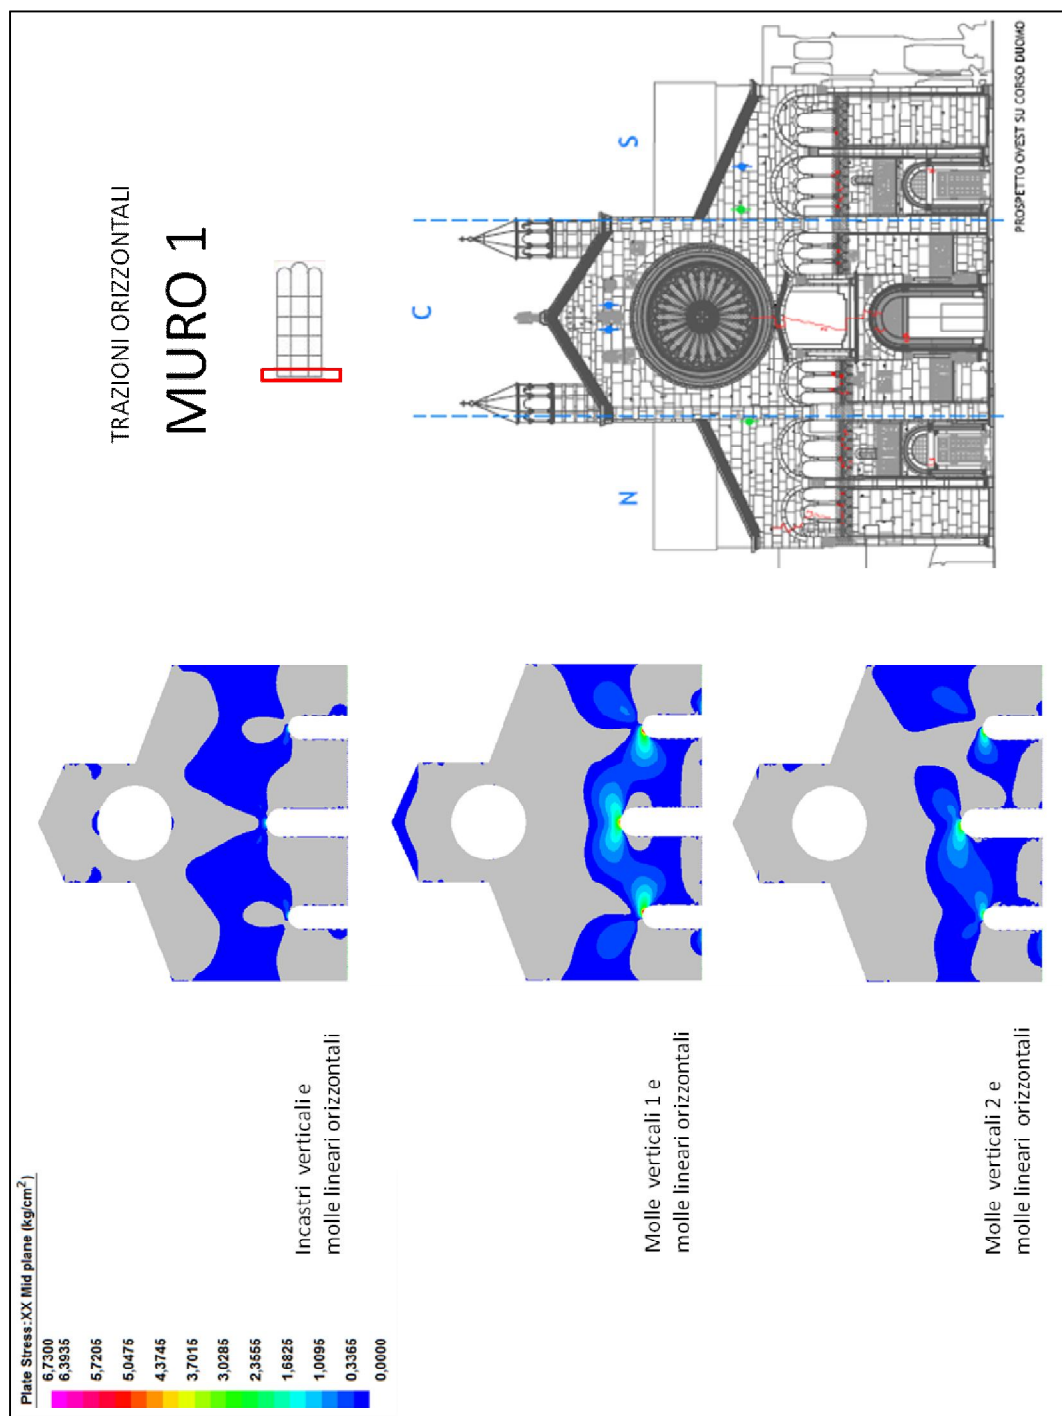 TRAZIONI ORIZZONTALI
MURO 1
N
C
S
PROSPETTO OVEST SU CORSO DUOMO
Plate Stress:XX Mid plane (kg/cm²)
6,7300
6,3935
5,7205
5,0475
4,3745
3,7015
3,0285
2,3555
1,6825
1,0095
0,3365
0,0000
Incastri verticali e
molle lineari orizzontali
Molle verticali 1 e
molle lineari orizzontali
Molle verticali 2 e
molle lineari orizzontali